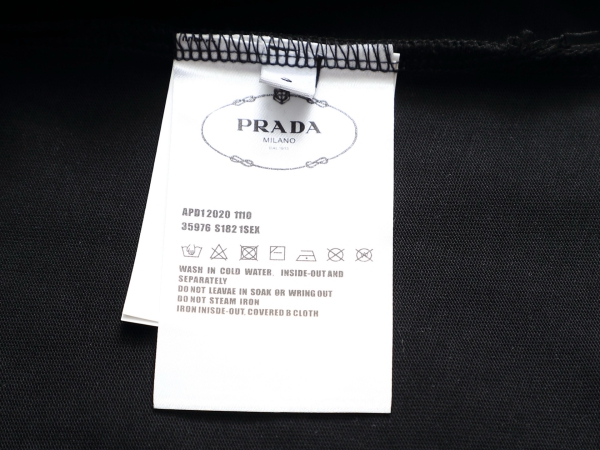 PRADA
MILANO
APD12020 1110
35976 S182 1SEX
WASH IN COLD WATER. INSIDE-OUT AND
SEPARATELY
DO NOT LEAVAE IN SOAK OR WRING OUT
DO NOT STEAM IRON
IRON INISDE-OUT, COVERED B CLOTH